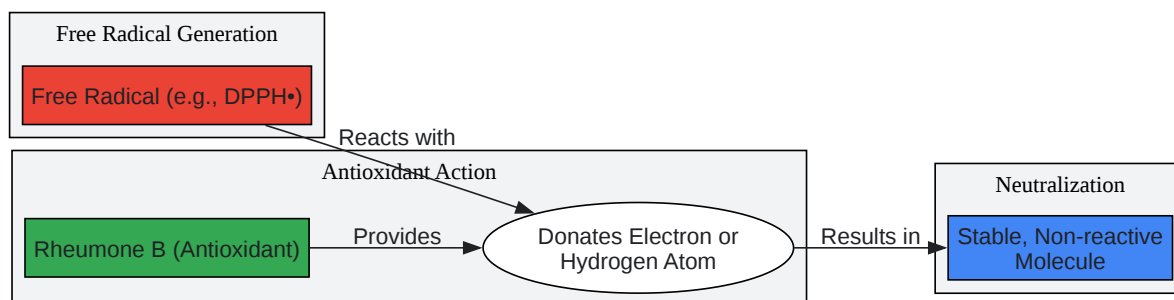 Free Radical Generation
Free Radical (e.g., DPPH•)
Reacts with
Antioxidant Action
Rheumone B (Antioxidant)
Provides
Donates Electron or
Hydrogen Atom
Results in
Neutralization
Stable, Non-reactive
Molecule